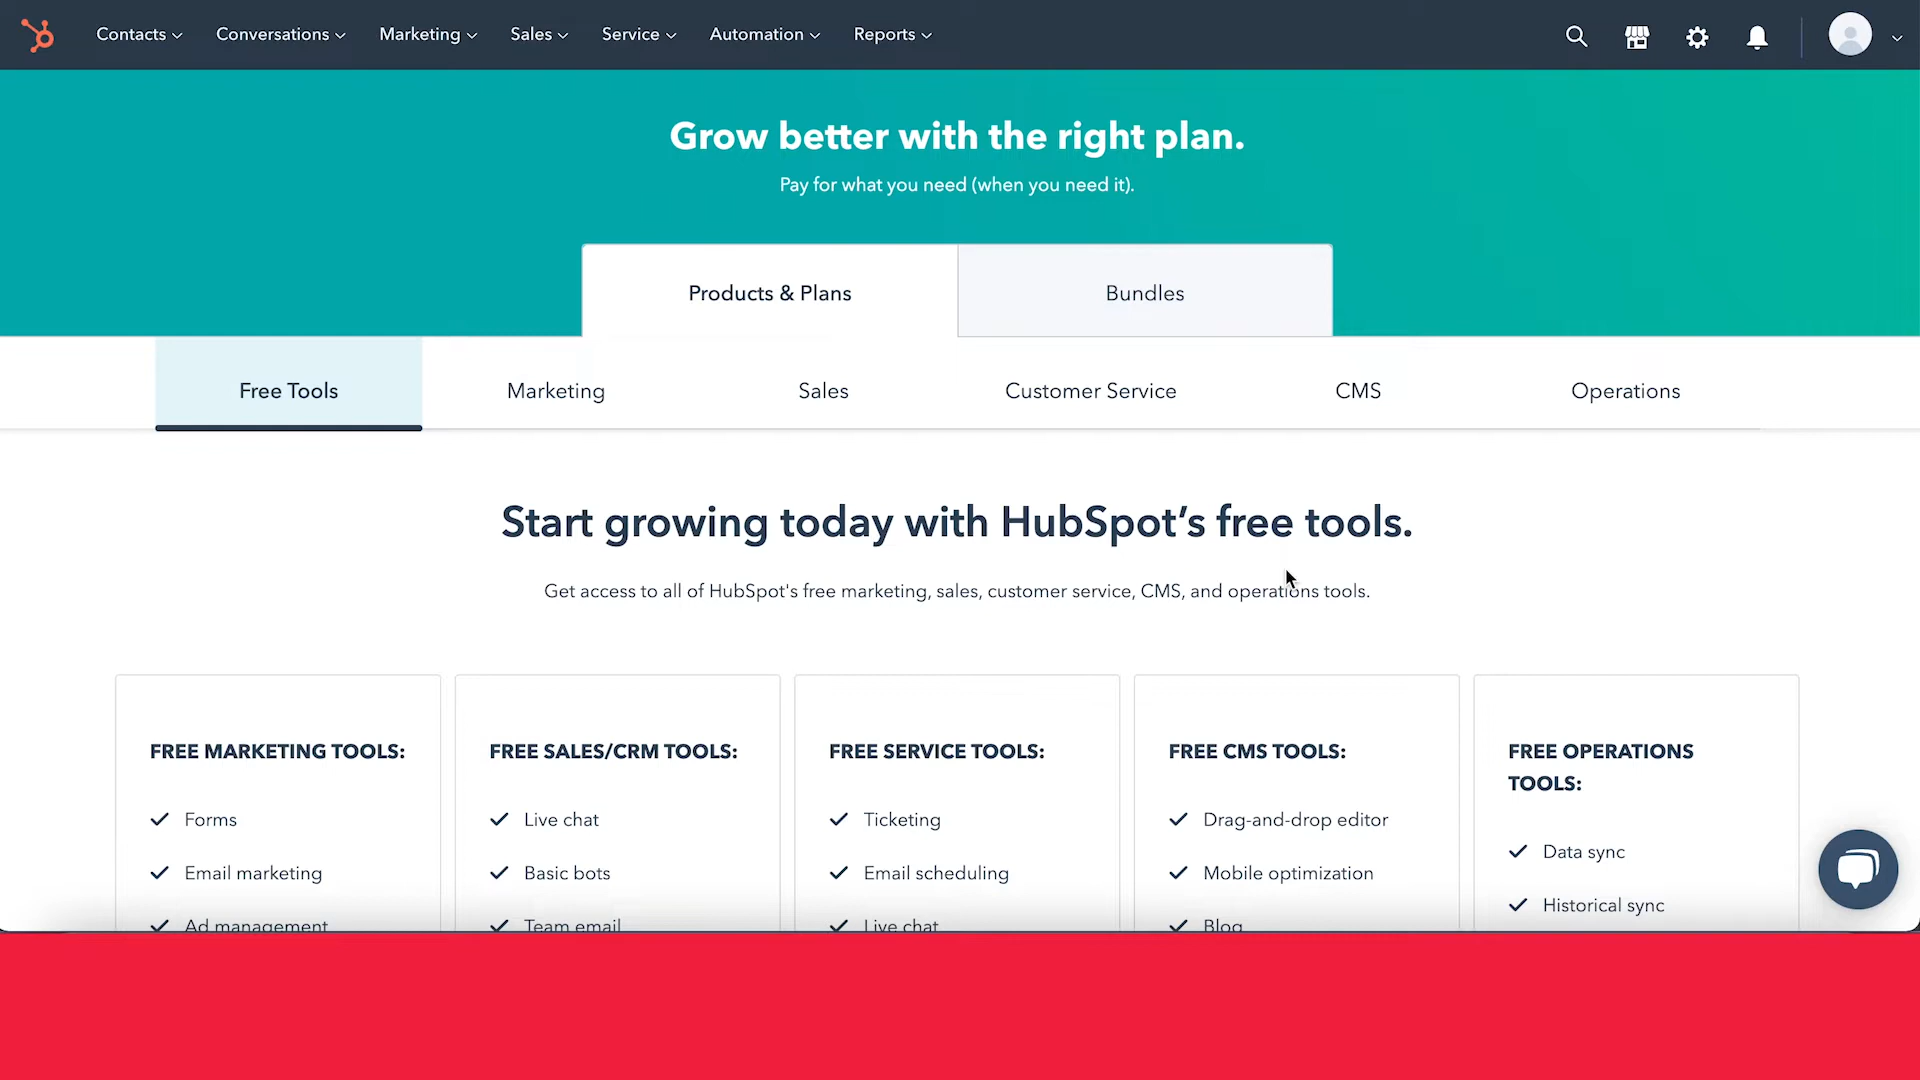 Contacts
Conversations
Marketing
Sales
Service
Automation
Reports
Grow better with the right plan.
Pay for what you need (when you need it).
Products & Plans
Bundles
Free Tools
Marketing
Sales
Customer Service
CMS
Operations
Start growing today with HubSpot’s free tools.
Get access to all of HubSpot's free marketing, sales, customer service, CMS, and operations tools.
FREE MARKETING TOOLS:
Forms
Email marketing
Ad management
FREE SALES/CRM TOOLS:
Live chat
Basic bots
Team email
FREE SERVICE TOOLS:
Ticketing
Email scheduling
Live chat
FREE CMS TOOLS:
Drag-and-drop editor
Mobile optimization
Blog
FREE OPERATIONS
TOOLS:
Data sync
Historical sync